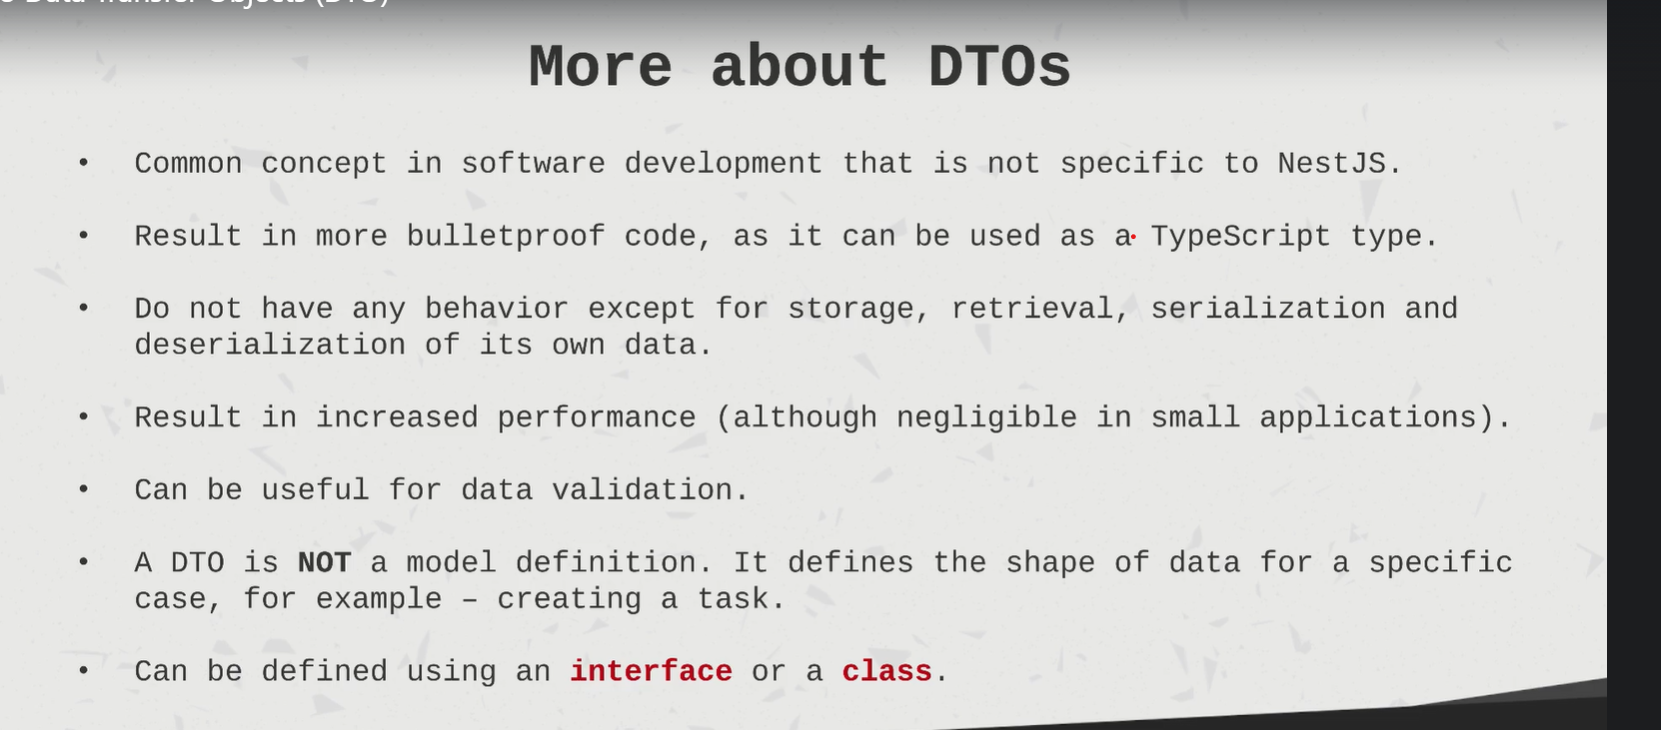 Data Transfer Objects (DTO)
More about DTOs
• Common concept in software development that is not specific to NestJS.
• Result in more bulletproof code, as it can be used as a TypeScript type.
• Do not have any behavior except for storage, retrieval, serialization and
deserialization of its own data.
• Result in increased performance (although negligible in small applications).
• Can be useful for data validation.
• A DTO is NOT a model definition. It defines the shape of data for a specific
case, for example – creating a task.
• Can be defined using an interface or a class.